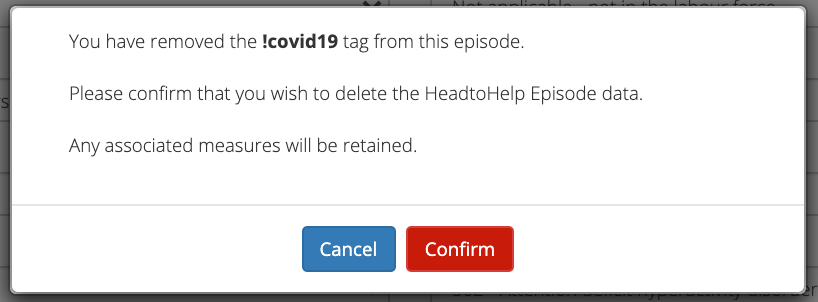 You have removed the !covid19 tag from this episode.
Please confirm that you wish to delete the HeadtoHelp Episode data.
Any associated measures will be retained.
Cancel
Confirm